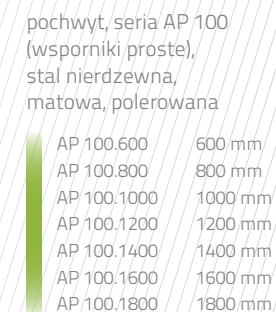 pochwyt, seria AP 100
(wsporniki proste),
stal nierdzewna,
matowa, polerowana
AP 100.600 600 mm
AP 100.800 800 mm
AP 100.1000 1000 mm
AP 100.1200 1200 mm
AP 100.1400 1400 mm
AP 100.1600 1600 mm
AP 100.1800 1800 mm